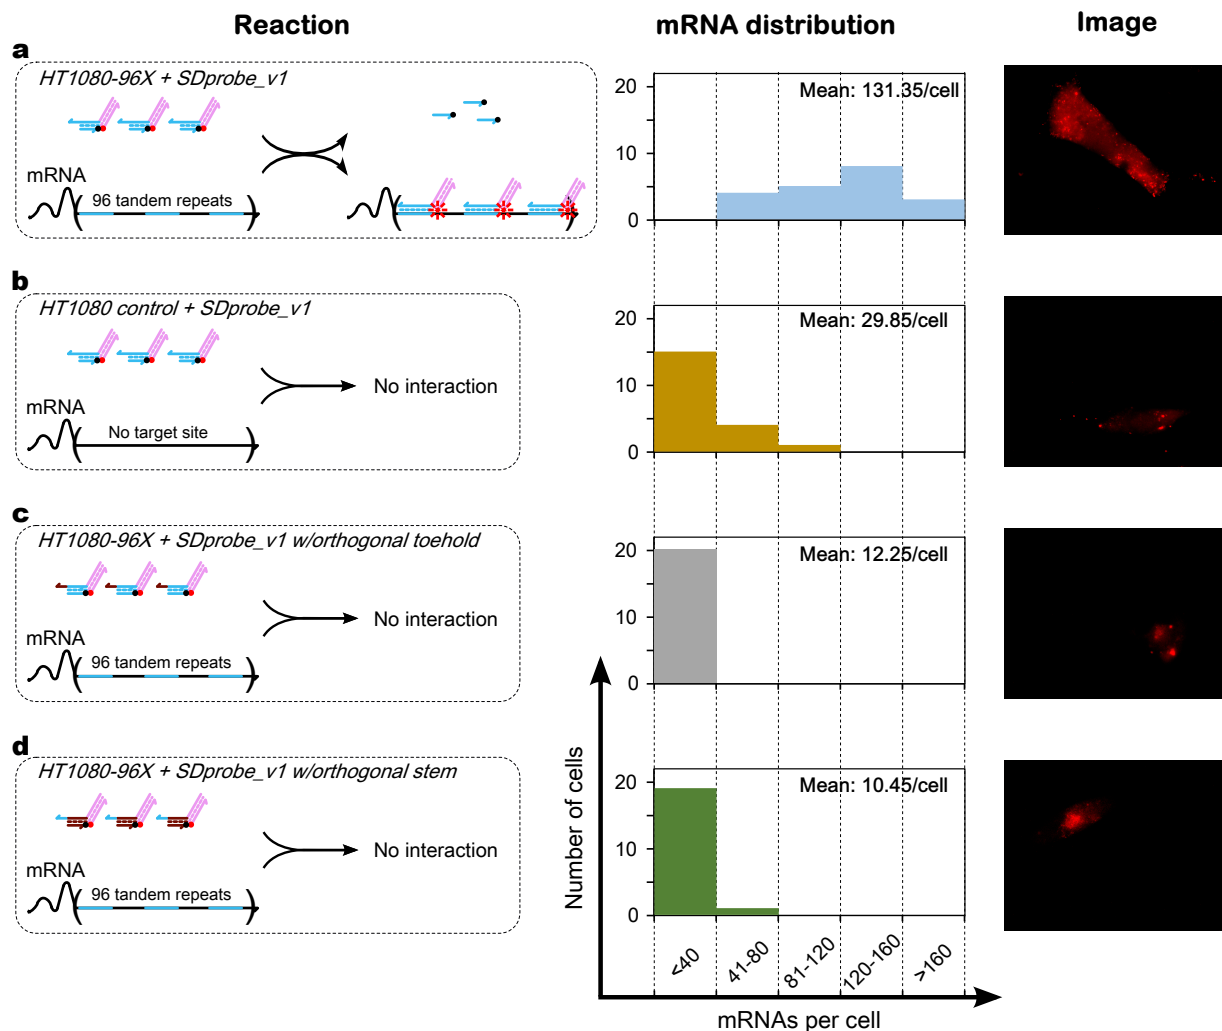 Reaction
mRNA distribution
Image
a
HT1080-96X + SDprobe_v1
mRNA
96 tandem repeats
20
10
0
Mean: 131.35/cell
b
HT1080 control + SDprobe_v1
mRNA
No target site
No interaction
20
10
0
Mean: 29.85/cell
c
HT1080-96X + SDprobe_v1 w/orthogonal toehold
mRNA
96 tandem repeats
No interaction
20
10
0
Mean: 12.25/cell
d
HT1080-96X + SDprobe_v1 w/orthogonal stem
mRNA
96 tandem repeats
No interaction
20
10
0
Mean: 10.45/cell
Number of cells
<40
41-80
81-120
120-160
>160
mRNAs per cell